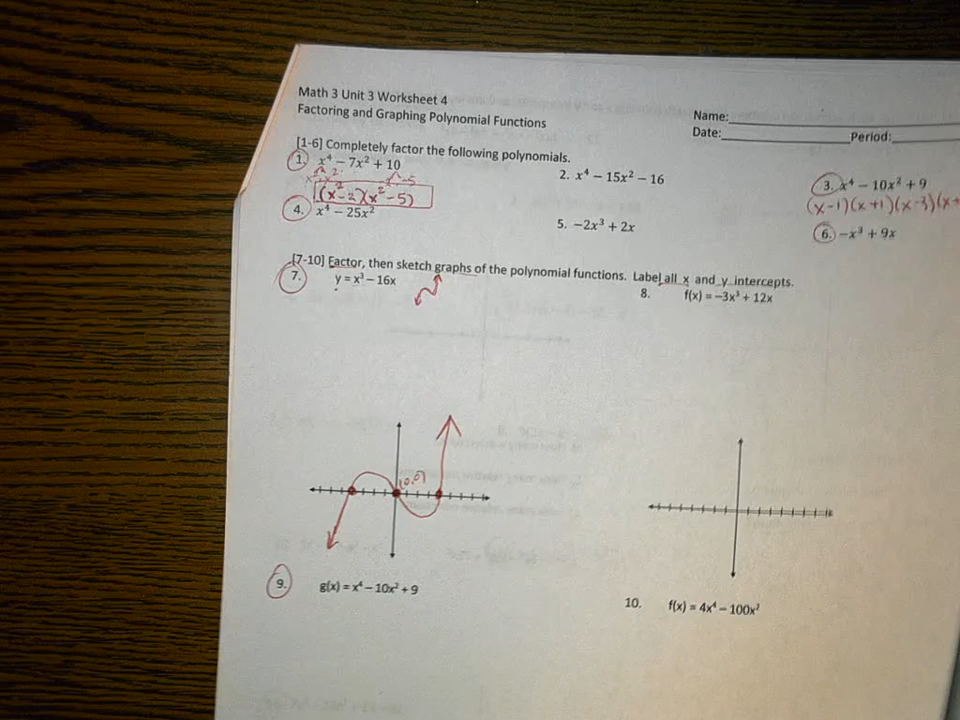 Math 3 Unit 3 Worksheet 4
Factoring and Graphing Polynomial Functions
Name:
Date: Period:
[1-6] Completely factor the following polynomials.
1. x⁴ – 7x² + 10
2. x⁴ – 15x² – 16
3. x⁴ – 10x² + 9
(x²-2)(x²-5)
(x-1)(x+1)(x-3)(x+
4. x⁴ – 25x²
5. –2x³ + 2x
6. –x³ + 9x
[7-10] Factor, then sketch graphs of the polynomial functions. Label all x and y intercepts.
7. y = x³ – 16x
8. f(x) = –3x³ + 12x
(0,0)
9. g(x) = x⁴ – 10x² + 9
10. f(x) = 4x⁴ – 100x²